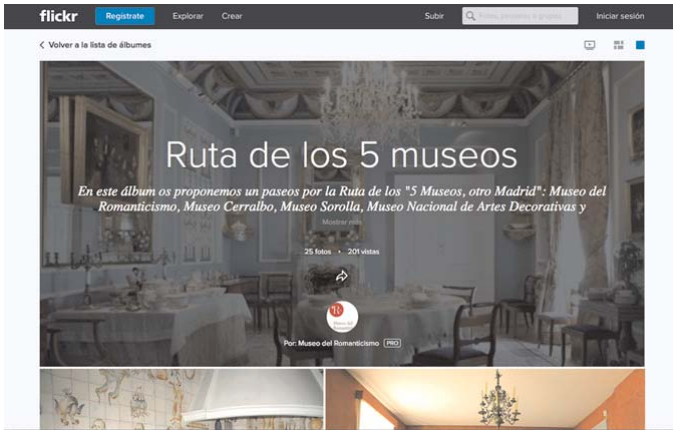 flickr Regístrate Explorar Crear Subir Iniciar sesión
Volver a la lista de álbumes
Ruta de los 5 museos
En este álbum os proponemos un paseos por la Ruta de los "5 Museos, otro Madrid": Museo del
Romanticismo, Museo Cerralbo, Museo Sorolla, Museo Nacional de Artes Decorativas y
Mostrar más
25 fotos • 201 vistas
Por: Museo del Romanticismo PRO